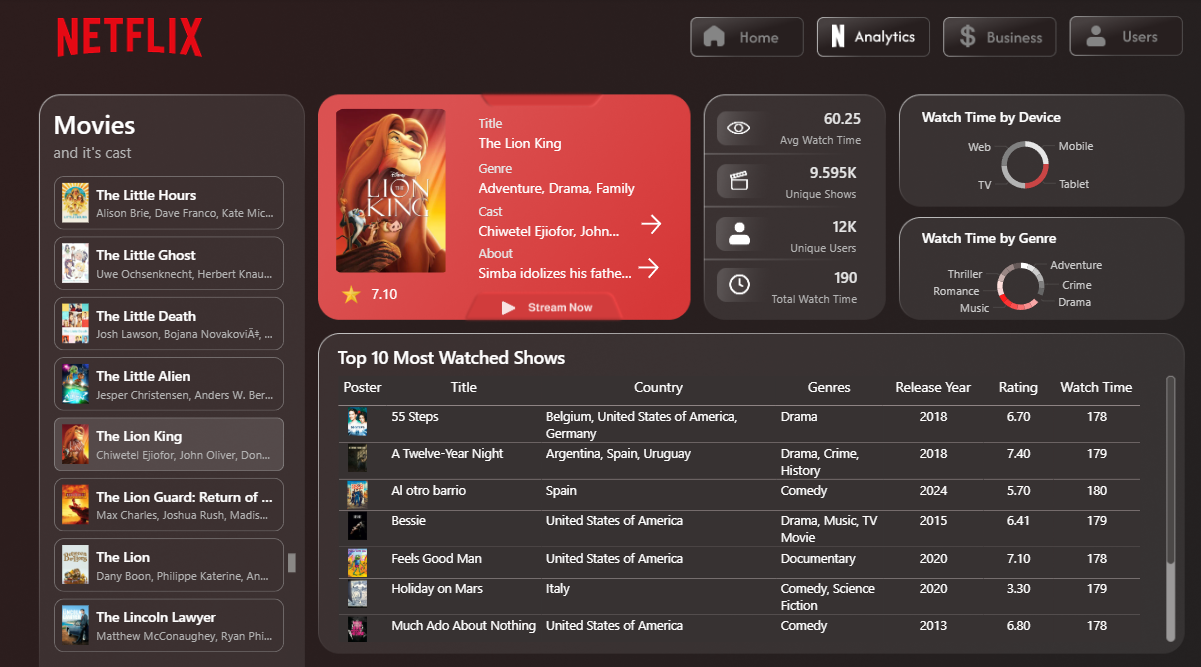 NETFLIX
Home
Analytics
Business
Users
Movies
and it's cast
The Little Hours
Alison Brie, Dave Franco, Kate Mic...
The Little Ghost
Uwe Ochsenknecht, Herbert Knau...
The Little Death
Josh Lawson, Bojana NovakoviÄ‡, ...
The Little Alien
Jesper Christensen, Anders W. Ber...
The Lion King
Chiwetel Ejiofor, John Oliver, Don...
The Lion Guard: Return of ...
Max Charles, Joshua Rush, Madis...
The Lion
Dany Boon, Philippe Katerine, An...
The Lincoln Lawyer
Matthew McConaughey, Ryan Phi...
Disney
THE
LION
KING
7.10
Title
The Lion King
Genre
Adventure, Drama, Family
Cast
Chiwetel Ejiofor, John...
About
Simba idolizes his fathe...
Stream Now
60.25
Avg Watch Time
9.595K
Unique Shows
12K
Unique Users
190
Total Watch Time
Watch Time by Device
Web
Mobile
TV
Tablet
Watch Time by Genre
Adventure
Thriller
Crime
Romance
Drama
Music
Top 10 Most Watched Shows
Poster Title Country Genres Release Year Rating Watch Time
55 Steps Belgium, United States of America, Drama 2018 6.70 178
Germany
A Twelve-Year Night Argentina, Spain, Uruguay Drama, Crime, 2018 7.40 179
History
Al otro barrio Spain Comedy 2024 5.70 180
Bessie United States of America Drama, Music, TV 2015 6.41 179
Movie
Feels Good Man United States of America Documentary 2020 7.10 178
Holiday on Mars Italy Comedy, Science 2020 3.30 179
Fiction
Much Ado About Nothing United States of America Comedy 2013 6.80 178